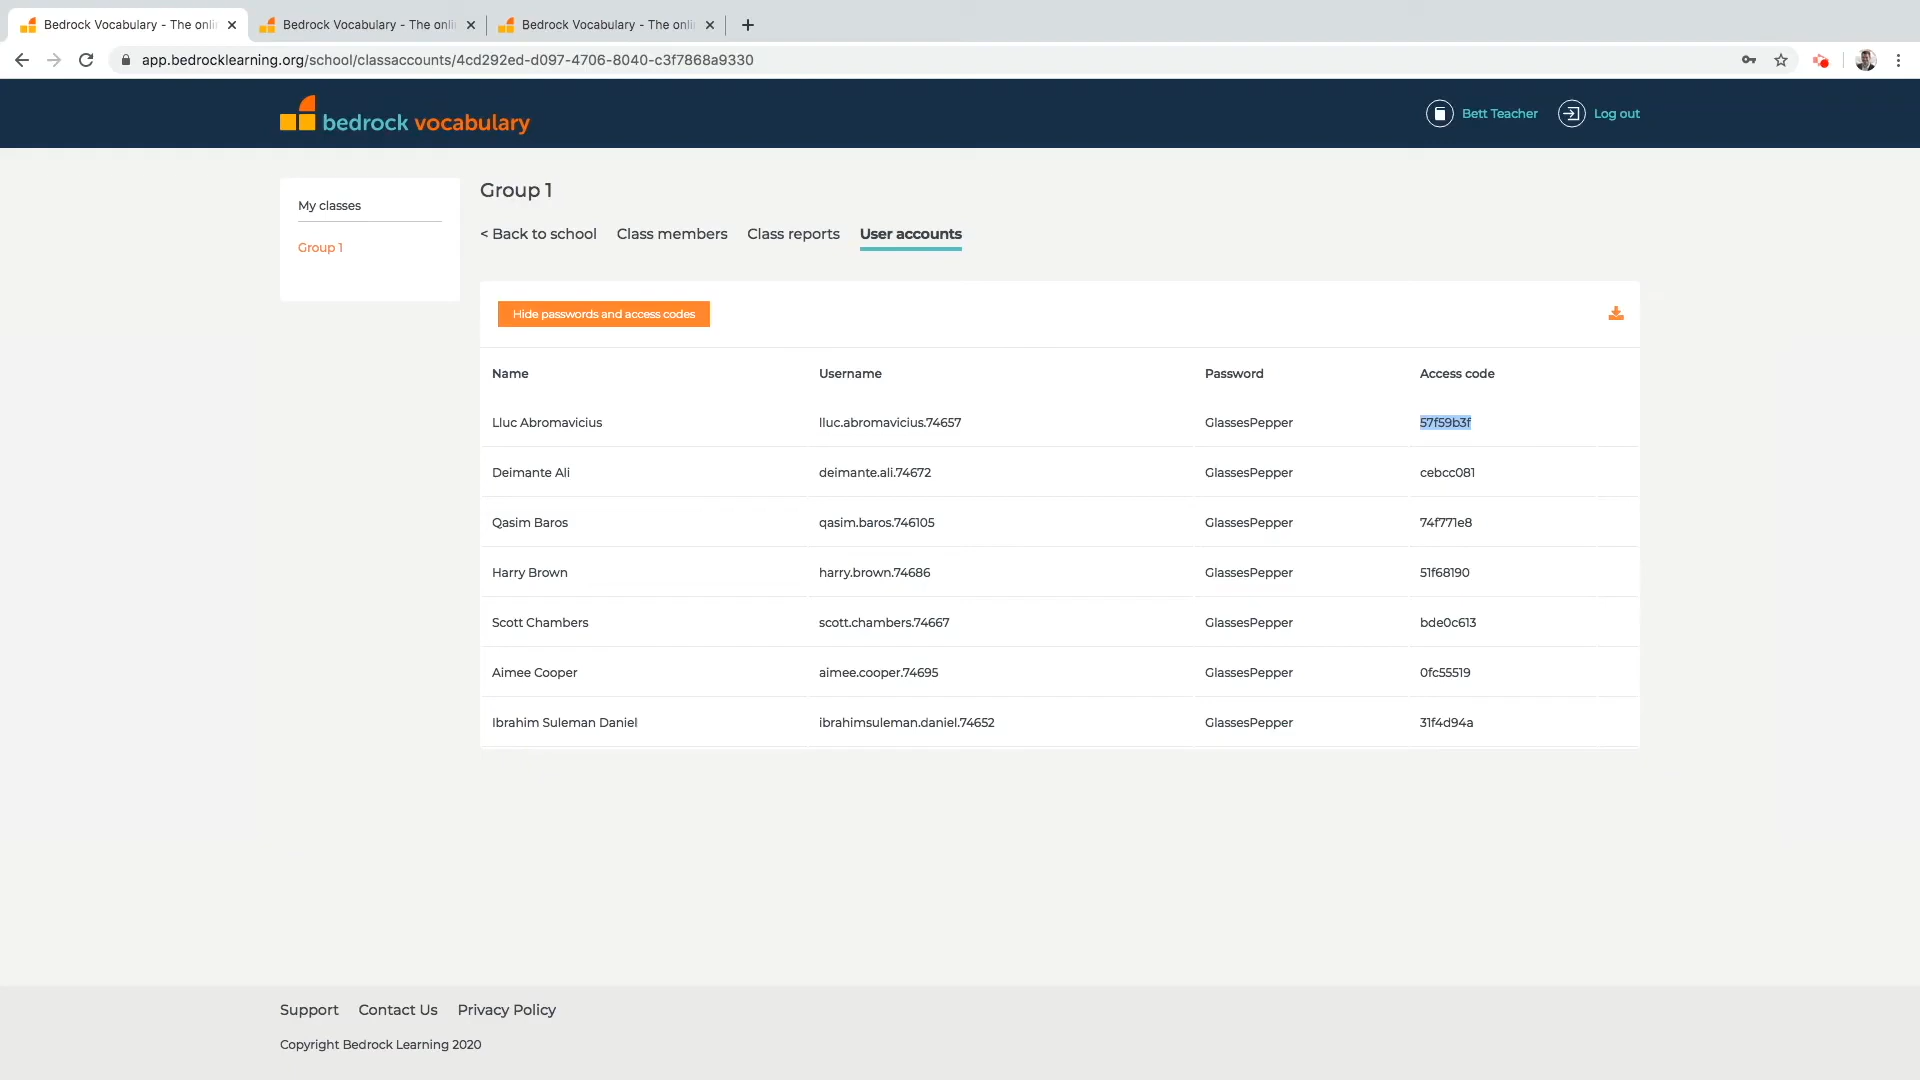 Bedrock Vocabulary - The onli
Bedrock Vocabulary - The onli
Bedrock Vocabulary - The onli
app.bedrocklearning.org/school/classaccounts/4cd292ed-d097-4706-8040-c3f7868a9330
bedrock vocabulary
Bett Teacher
Log out
My classes
Group 1
Group 1
< Back to school Class members Class reports User accounts
Hide passwords and access codes
Name Username Password Access code
Lluc Abromavicius lluc.abromavicius.74657 GlassesPepper 57f59b3f
Deimante Ali deimante.ali.74672 GlassesPepper cebcc081
Qasim Baros qasim.baros.746105 GlassesPepper 74f771e8
Harry Brown harry.brown.74686 GlassesPepper 51f68190
Scott Chambers scott.chambers.74667 GlassesPepper bde0c613
Aimee Cooper aimee.cooper.74695 GlassesPepper 0fc55519
Ibrahim Suleman Daniel ibrahimsuleman.daniel.74652 GlassesPepper 31f4d94a
Support Contact Us Privacy Policy
Copyright Bedrock Learning 2020